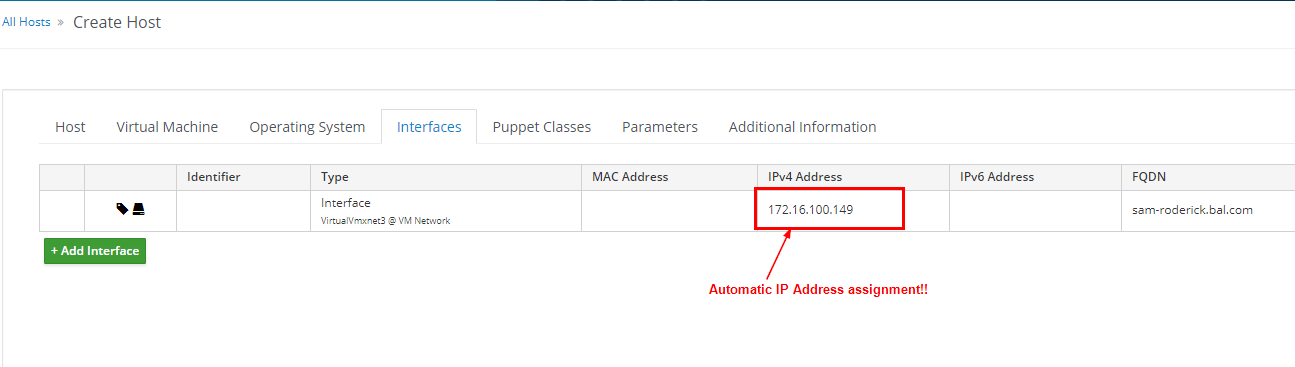 All Hosts » Create Host
Host Virtual Machine Operating System Interfaces Puppet Classes Parameters Additional Information
Identifier Type MAC Address IPv4 Address IPv6 Address FQDN
Interface
VirtualVmxnet3 @ VM Network
172.16.100.149 sam-roderick.bal.com
+ Add Interface
Automatic IP Address assignment!!